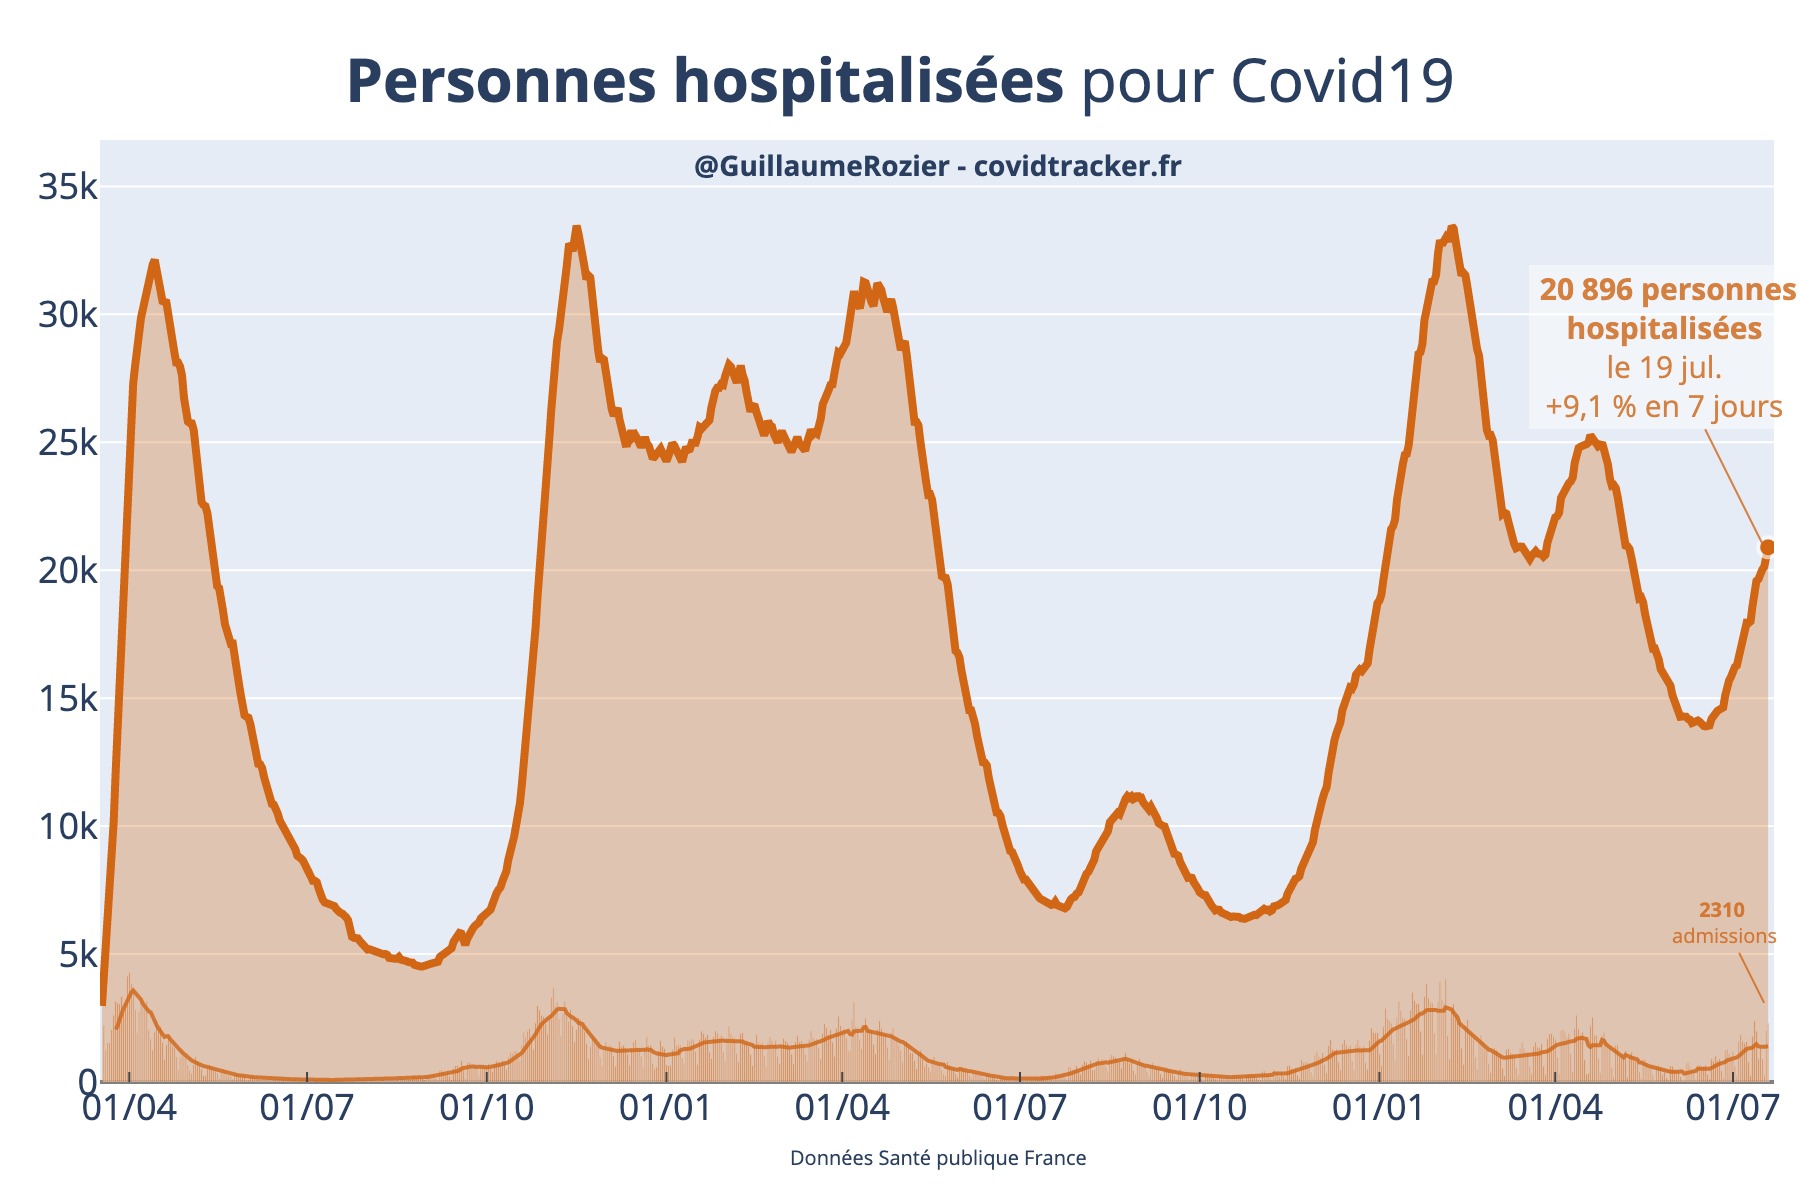 Personnes hospitalisées pour Covid19
@GuillaumeRozier - covidtracker.fr
35k
30k
25k
20k
15k
10k
5k
0
20 896 personnes
hospitalisées
le 19 jul.
+9,1 % en 7 jours
2310
admissions
01/04
01/07
01/10
01/01
01/04
01/07
01/10
01/01
01/04
01/07
Données Santé publique France